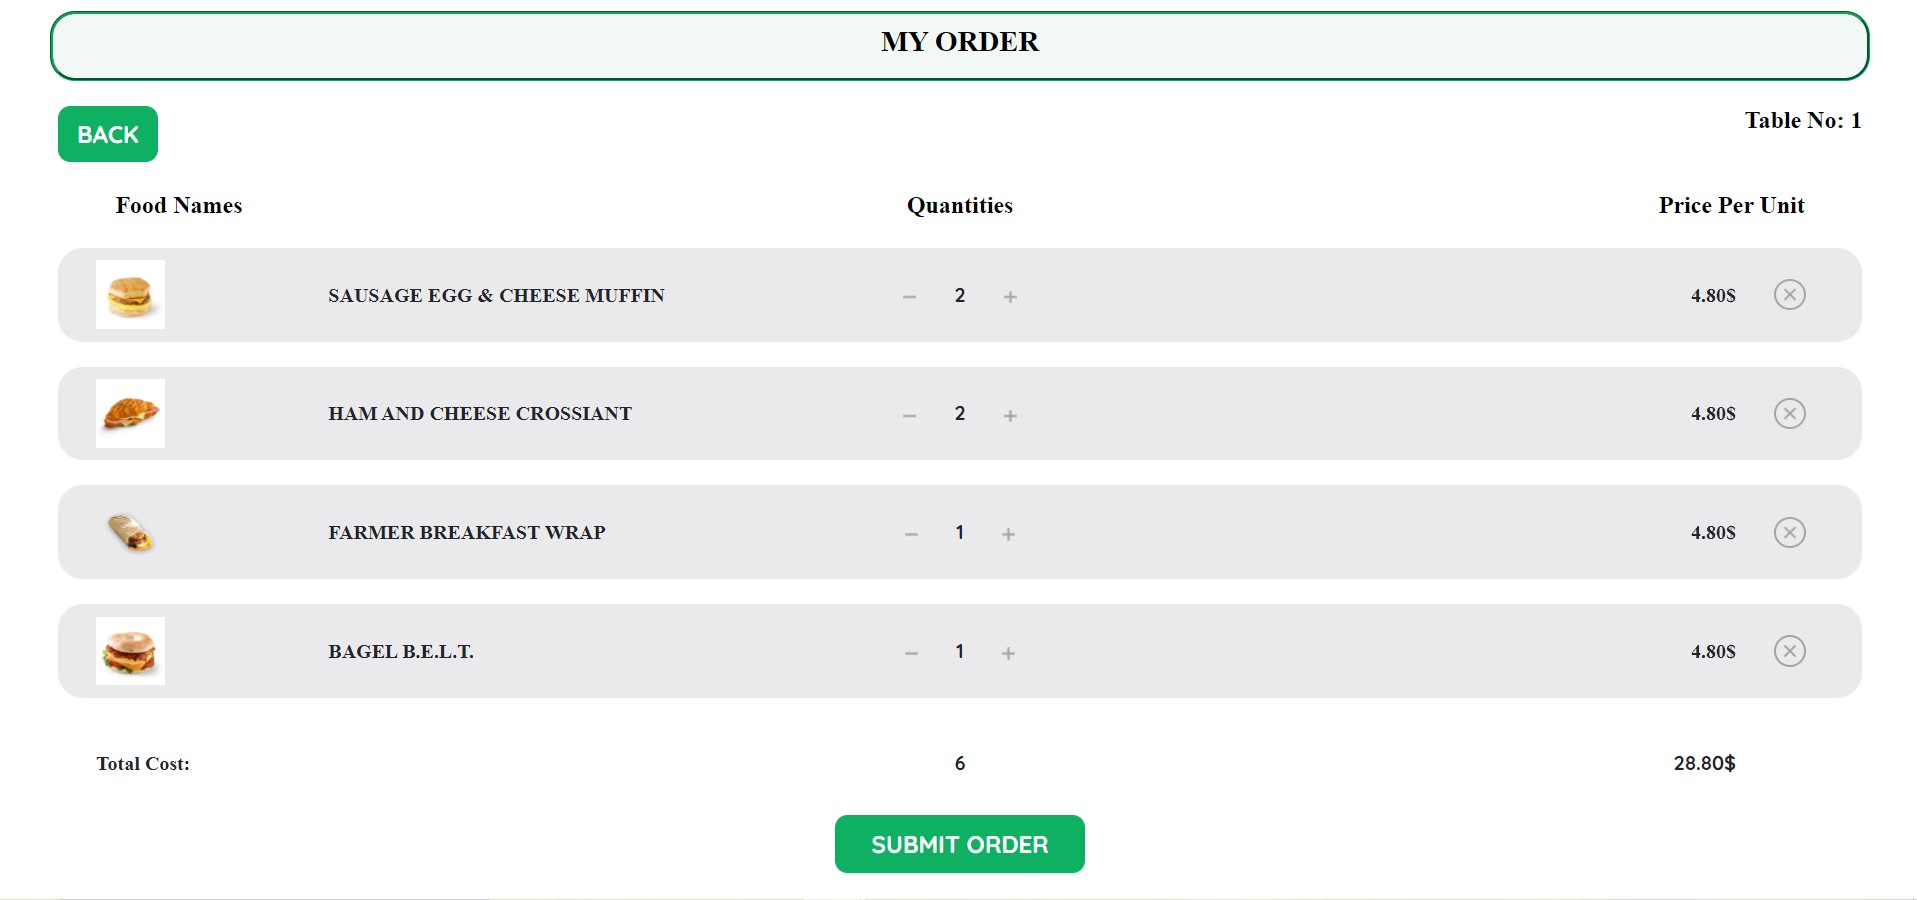 MY ORDER
BACK
Table No: 1
Food Names Quantities Price Per Unit
SAUSAGE EGG & CHEESE MUFFIN − 2 + 4.80$
HAM AND CHEESE CROSSIANT − 2 + 4.80$
FARMER BREAKFAST WRAP − 1 + 4.80$
BAGEL B.E.L.T. − 1 + 4.80$
Total Cost: 6 28.80$
SUBMIT ORDER